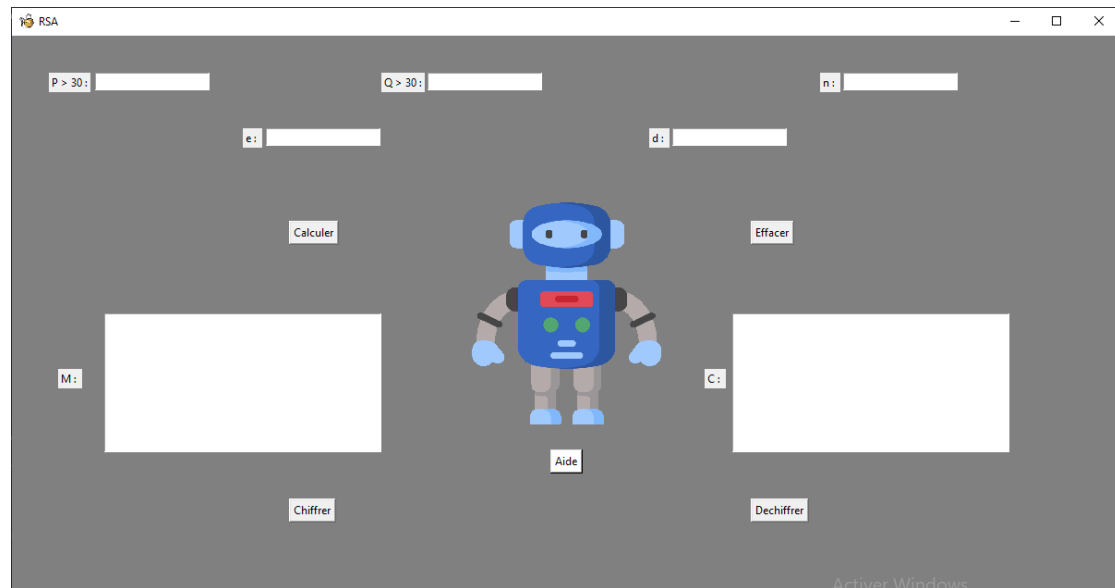 RSA
P > 30 :
Q > 30 :
n :
e :
d :
Calculer
Effacer
M :
C :
Aide
Chiffrer
Dechiffrer
Activer Windows